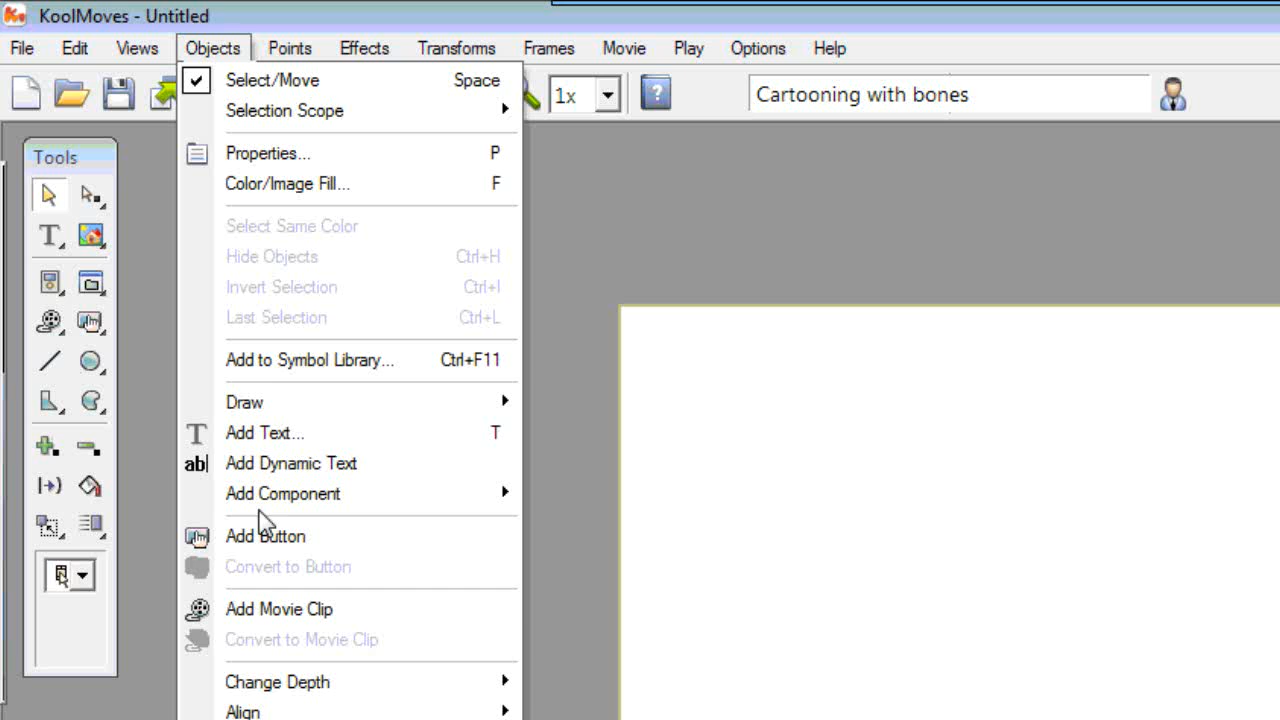 KoolMoves - Untitled
File Edit Views Objects Points Effects Transforms Frames Movie Play Options Help
1x ? Cartooning with bones
Tools
Select/Move Space
Selection Scope
Properties... P
Color/Image Fill... F
Select Same Color
Hide Objects Ctrl+H
Invert Selection Ctrl+I
Last Selection Ctrl+L
Add to Symbol Library... Ctrl+F11
Draw
T Add Text... T
ab| Add Dynamic Text
Add Component
Add Button
Convert to Button
Add Movie Clip
Convert to Movie Clip
Change Depth
Align